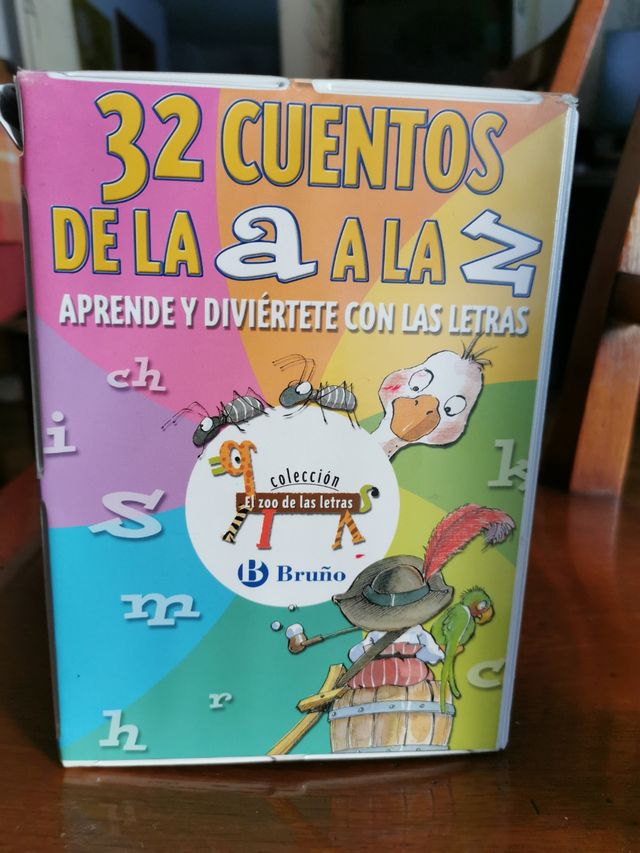 32 CUENTOS
DE LA a A LA z
APRENDE Y DIVIÉRTETE CON LAS LETRAS
ch
i
k
colección
El zoo de las letras
s
B Bruño
m
c
r
h